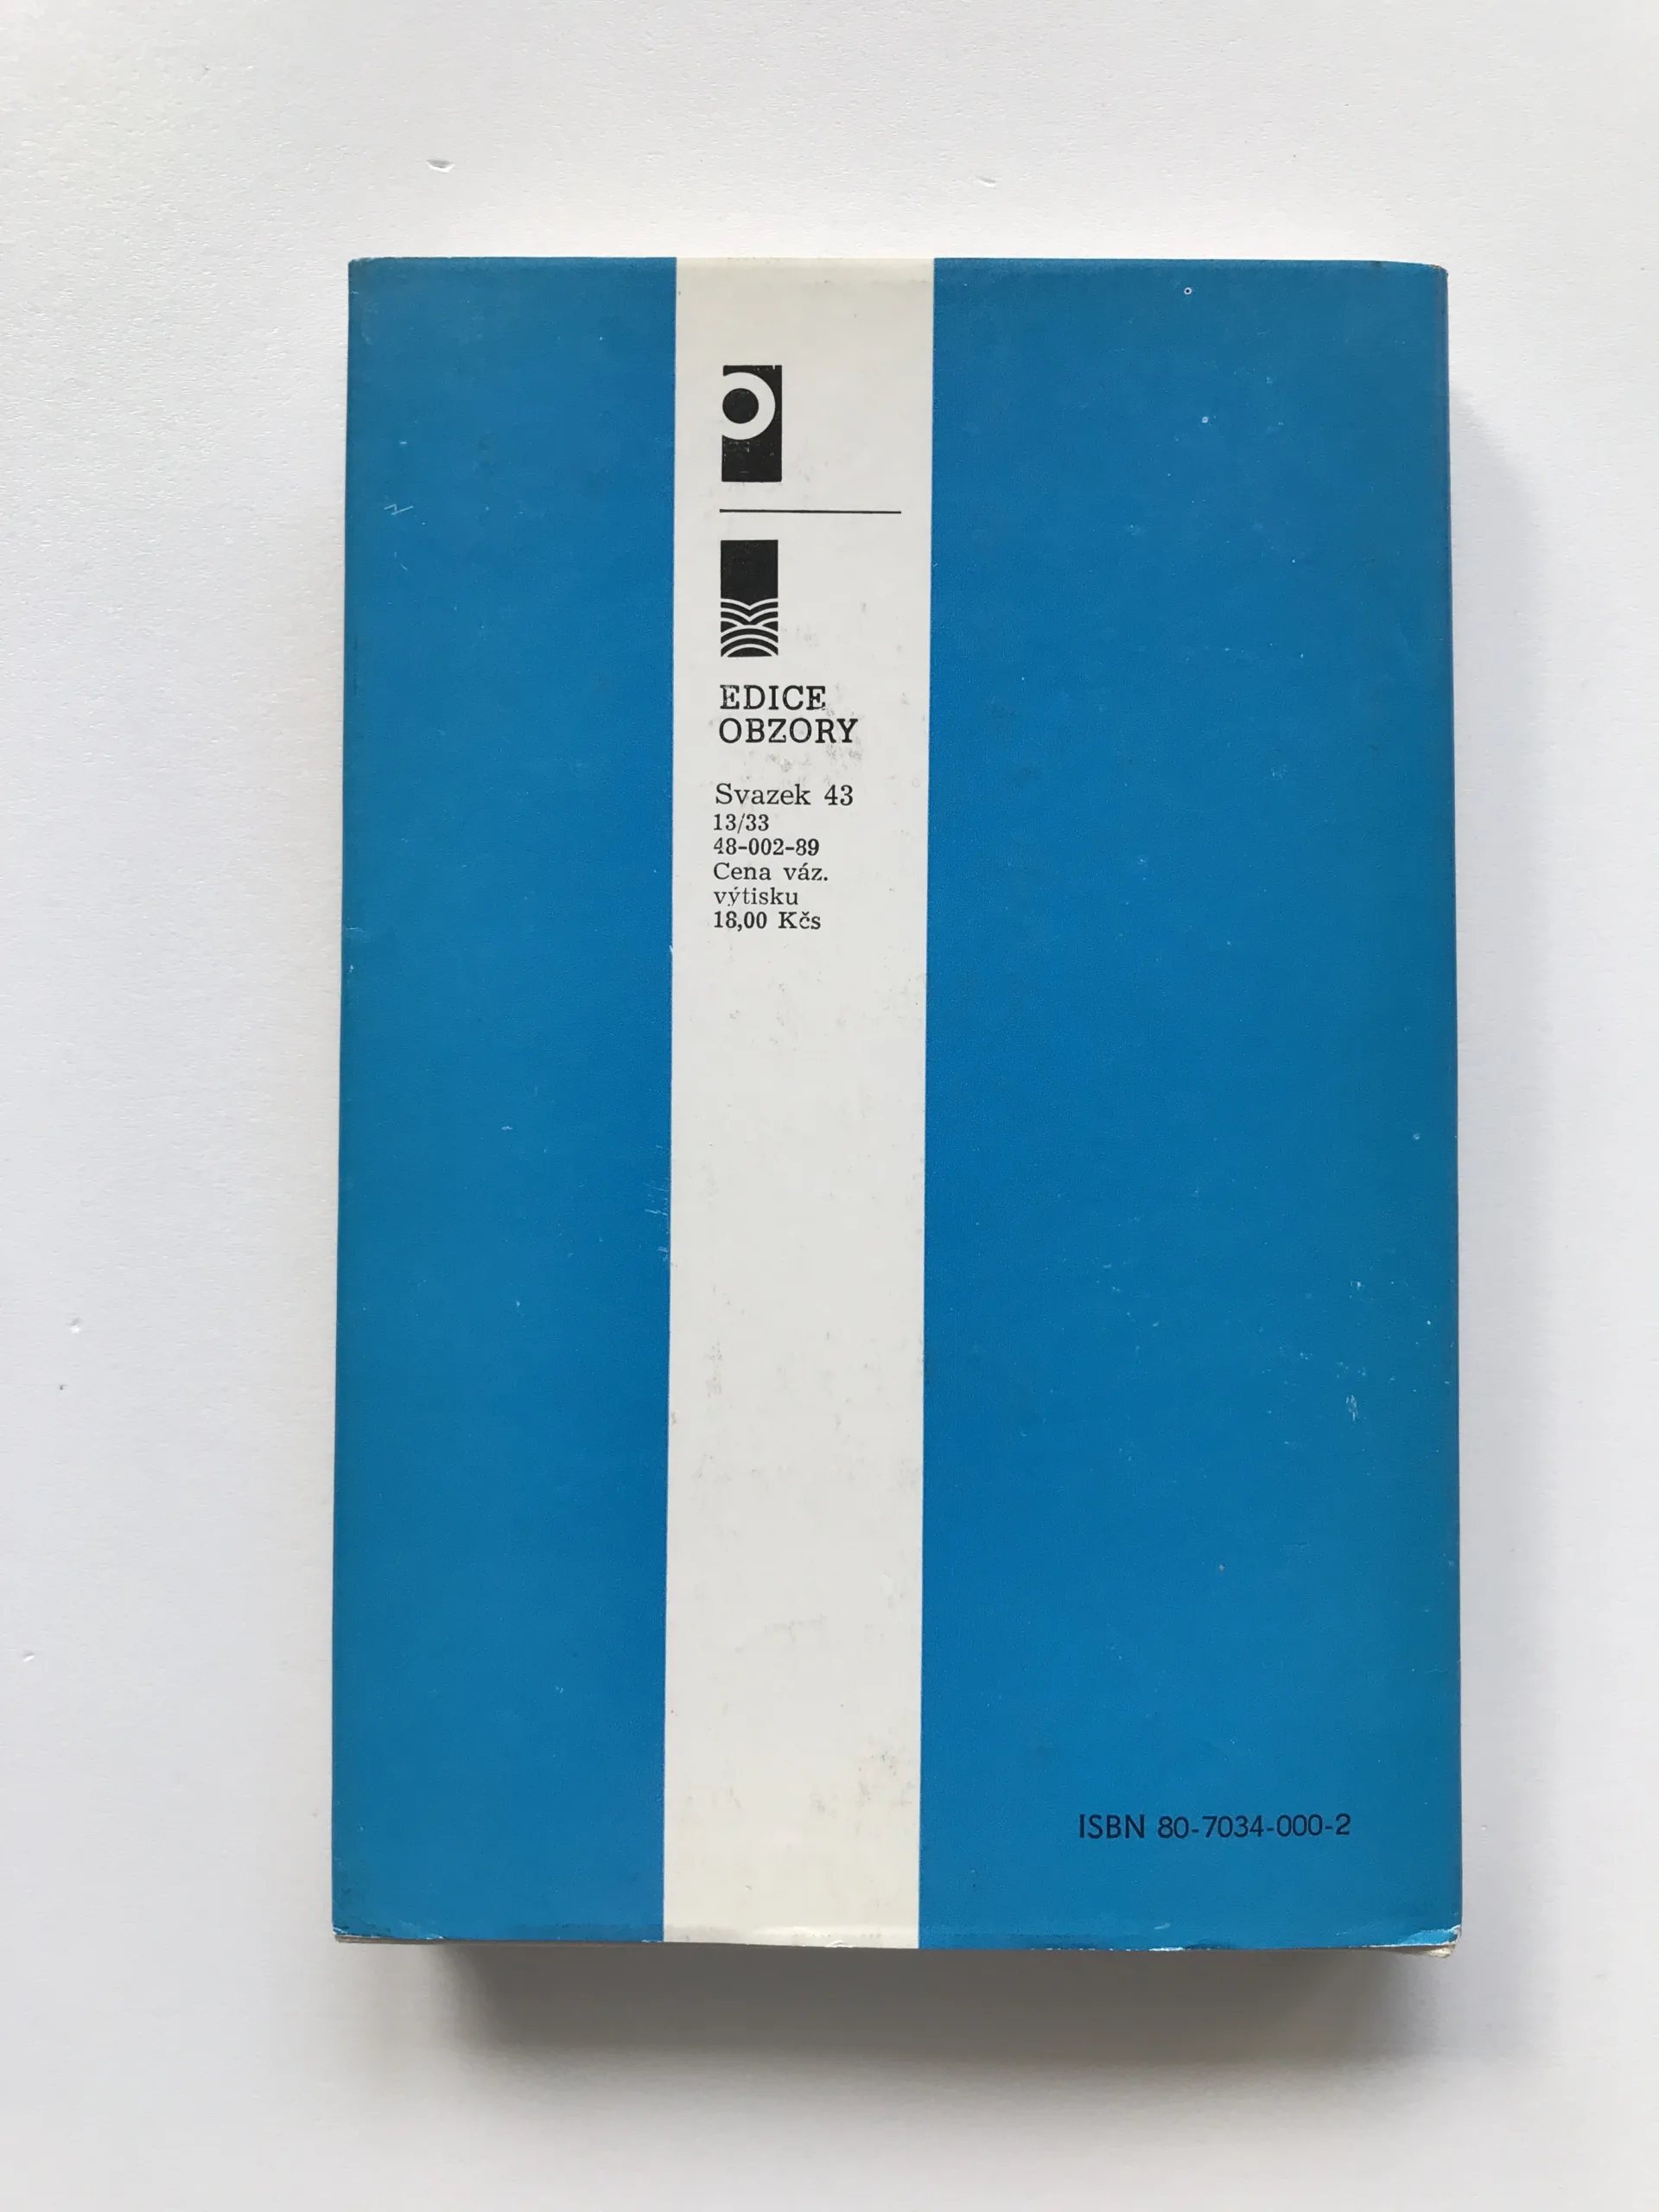 EDICE
OBZORY
Svazek 43
13/33
48-002-89
Cena váz.
výtisku
18,00 Kčs
ISBN 80-7034-000-2